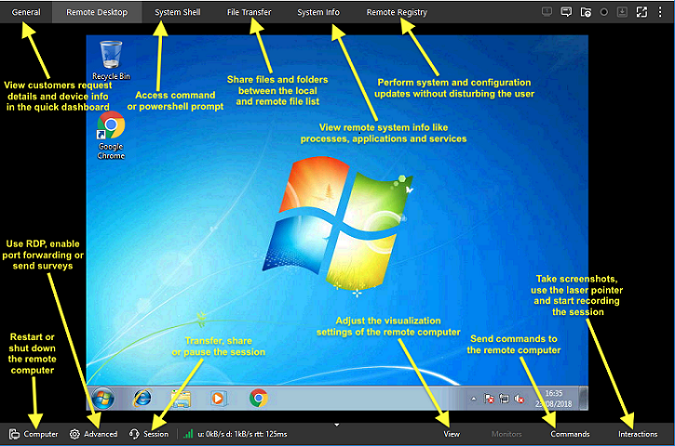 General Remote Desktop System Shell File Transfer System Info Remote Registry
Recycle Bin
View customers request
details and device info
in the quick dashboard
Access command
or powershell prompt
Share files and folders
between the local
and remote file list
Perform system and configuration
updates without disturbing the user
View remote system info like
processes, applications and services
Google
Chrome
Use RDP, enable
port forwarding or
send surveys
Take screenshots,
use the laser pointer
and start recording
the session
Restart or
shut down
the remote
computer
Transfer, share
or pause the session
Adjust the visualization
settings of the remote computer
Send commands to
the remote computer
16:35
23/08/2018
Computer Advanced Session u: 0kB/s d: 1kB/s rtt: 125ms View Monitors Commands Interactions